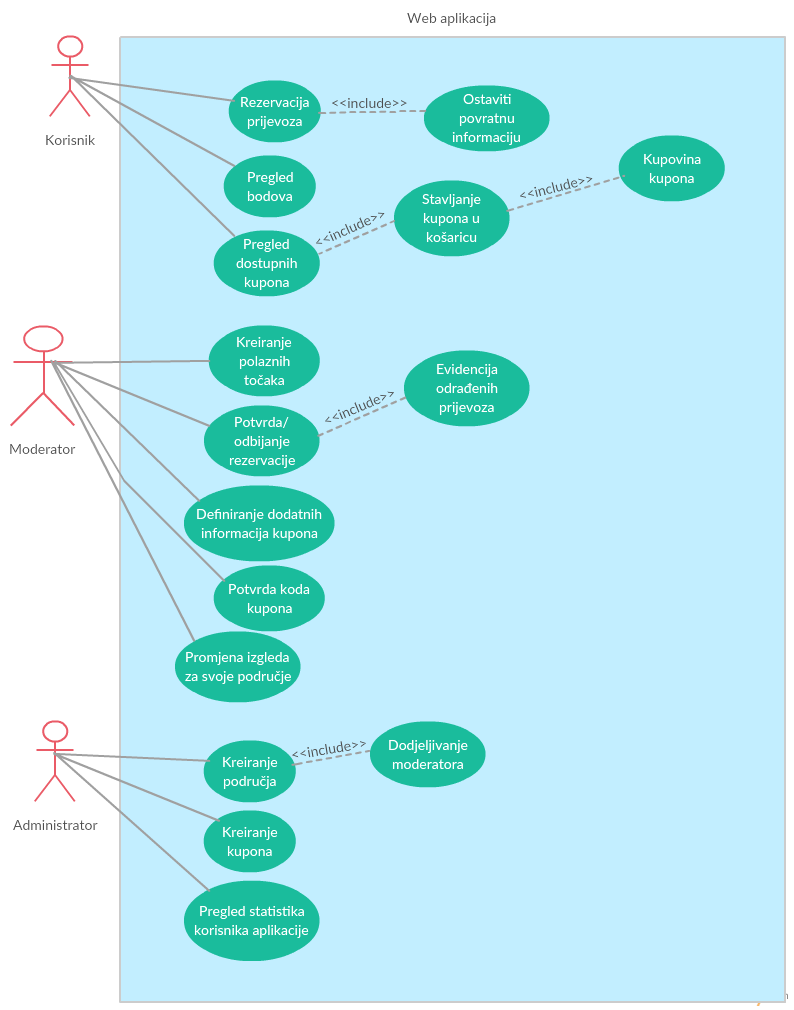 Web aplikacija
Korisnik
Rezervacija
prijevoza
<<include>>
Ostaviti
povratnu
informaciju
Pregled
bodova
Pregled
dostupnih
kupona
<<include>>
Stavljanje
kupona u
košaricu
<<include>>
Kupovina
kupona
Moderator
Kreiranje
polaznih
točaka
Potvrda/
odbijanje
rezervacije
<<include>>
Evidencija
odrađenih
prijevoza
Definiranje dodatnih
informacija kupona
Potvrda koda
kupona
Promjena izgleda
za svoje područje
Administrator
Kreiranje
područja
<<include>>
Dodjeljivanje
moderatora
Kreiranje
kupona
Pregled statistika
korisnika aplikacije